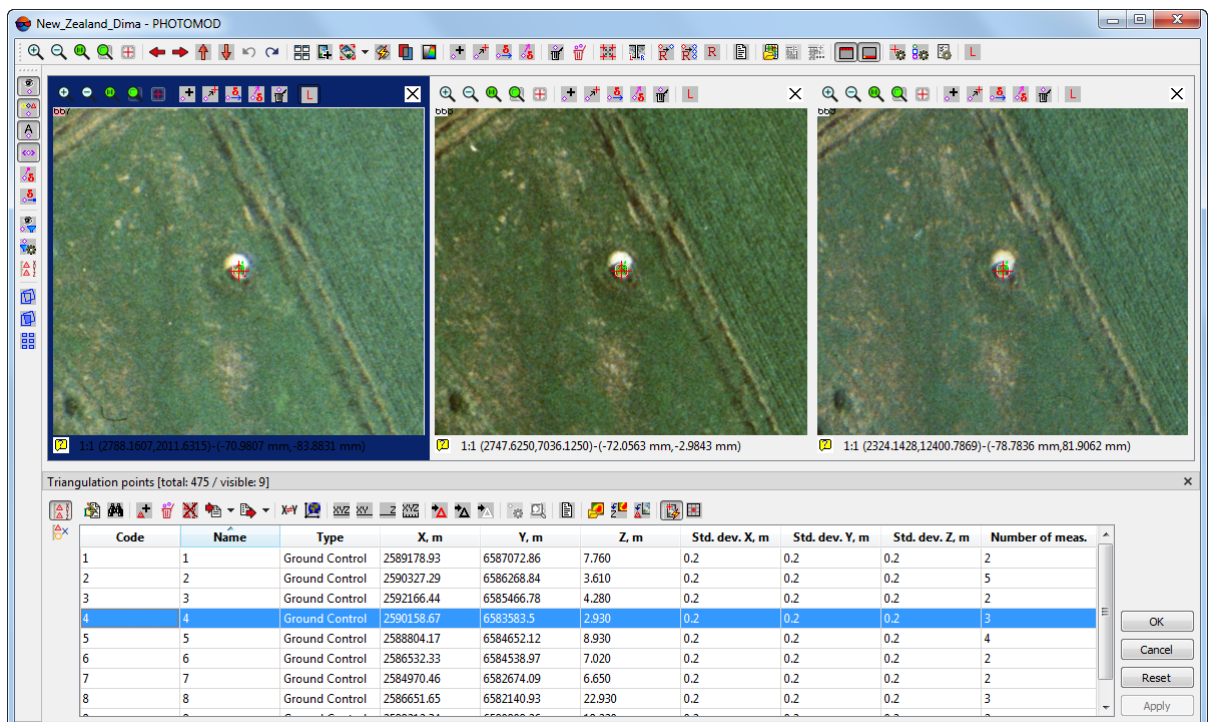 New_Zealand_Dima - PHOTOMOD
R L
L L L
667 668 669
1:1 (2788.1607,2011.6315)-(-70.9807 mm,-83.8831 mm) 1:1 (2747.6250,7036.1250)-(-72.0563 mm,-2.9843 mm) 1:1 (2324.1428,12400.7869)-(-78.7836 mm,81.9062 mm)
Triangulation points [total: 475 / visible: 9]
X≠Y XYZ XY_ _Z XYZ
Code Name Type X, m Y, m Z, m Std. dev. X, m Std. dev. Y, m Std. dev. Z, m Number of meas.
1 1 Ground Control 2589178.93 6587072.86 7.760 0.2 0.2 0.2 2
2 2 Ground Control 2590327.29 6586268.84 3.610 0.2 0.2 0.2 5
3 3 Ground Control 2592166.44 6585466.78 4.280 0.2 0.2 0.2 2
4 4 Ground Control 2590158.67 6583583.5 2.930 0.2 0.2 0.2 3
5 5 Ground Control 2588804.17 6584652.12 8.930 0.2 0.2 0.2 4
6 6 Ground Control 2586532.33 6584538.97 7.020 0.2 0.2 0.2 2
7 7 Ground Control 2584970.46 6582674.09 6.650 0.2 0.2 0.2 2
8 8 Ground Control 2586651.65 6582140.93 22.930 0.2 0.2 0.2 3
OK
Cancel
Reset
Apply